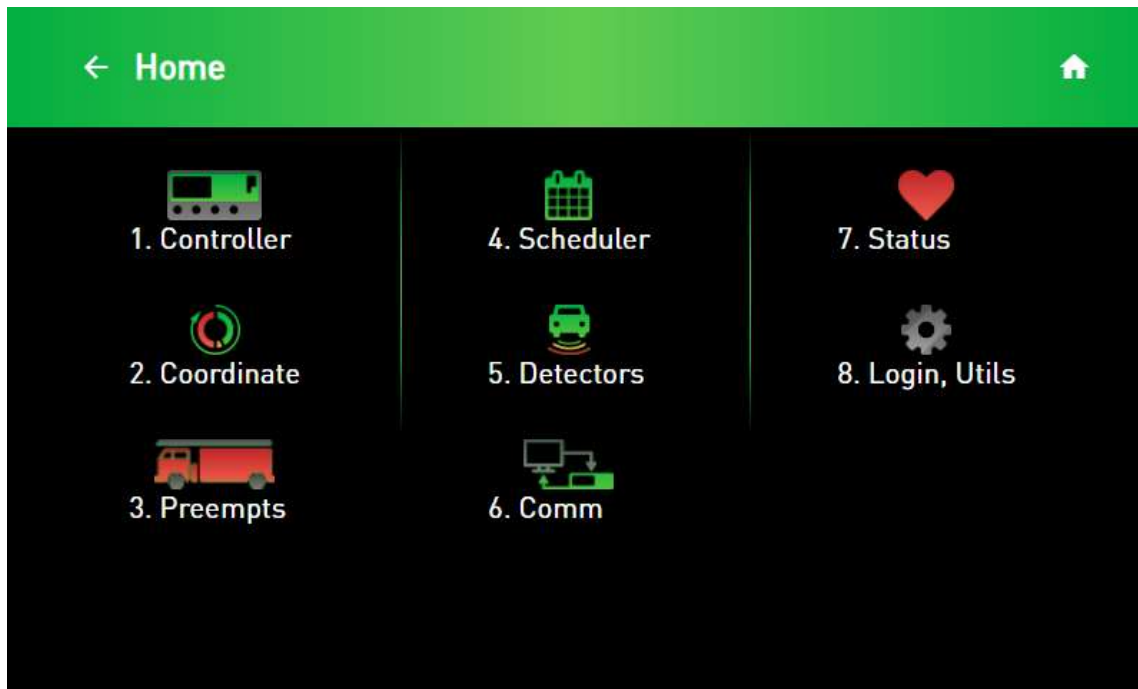 Home
1. Controller
2. Coordinate
3. Preempts
4. Scheduler
5. Detectors
6. Comm
7. Status
8. Login, Utils